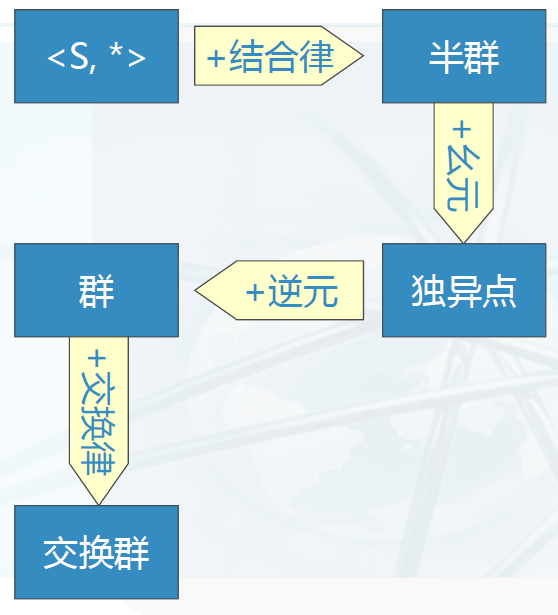 <S, *>
+结合律
半群
+幺元
独异点
+逆元
群
+交换律
交换群